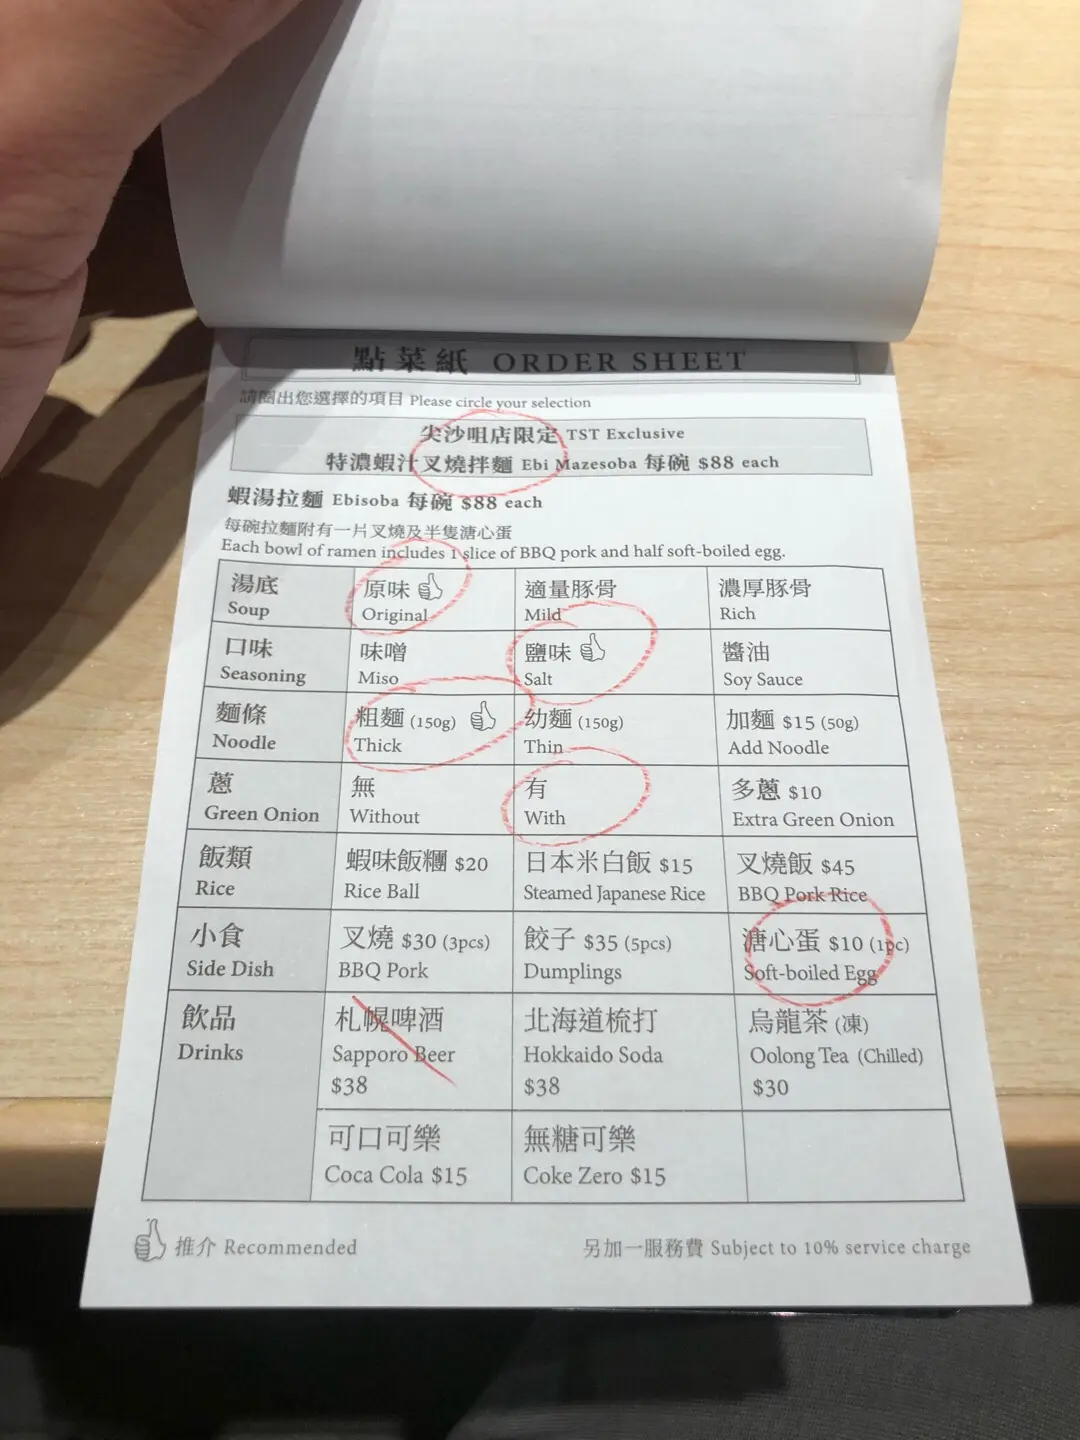 點菜紙 ORDER SHEET
請圈出您選擇的項目 Please circle your selection
尖沙咀店限定 TST Exclusive
特濃蝦汁叉燒拌麵 Ebi Mazesoba 每碗 $88 each
蝦湯拉麵 Ebisoba 每碗 $88 each
每碗拉麵附有一片叉燒及半隻溏心蛋
Each bowl of ramen includes 1 slice of BBQ pork and half soft-boiled egg.
湯底 原味 適量豚骨 濃厚豚骨
Soup Original Mild Rich
口味 味噌 鹽味 醬油
Seasoning Miso Salt Soy Sauce
麵條 粗麵 (150g) 幼麵 (150g) 加麵 $15 (50g)
Noodle Thick Thin Add Noodle
蔥 無 有 多蔥 $10
Green Onion Without With Extra Green Onion
飯類 蝦味飯糰 $20 日本米白飯 $15 叉燒飯 $45
Rice Rice Ball Steamed Japanese Rice BBQ Pork Rice
小食 叉燒 $30 (3pcs) 餃子 $35 (5pcs) 溏心蛋 $10 (1pc)
Side Dish BBQ Pork Dumplings Soft-boiled Egg
飲品 札幌啤酒 北海道梳打 烏龍茶 (凍)
Drinks Sapporo Beer Hokkaido Soda Oolong Tea (Chilled)
$38 $38 $30
可口可樂 無糖可樂
Coca Cola $15 Coke Zero $15
推介 Recommended 另加一服務費 Subject to 10% service charge